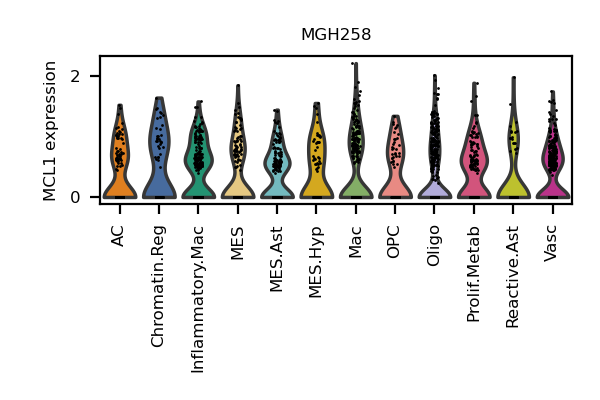 MGH258
MCL1 expression
2
0
AC
Chromatin.Reg
Inflammatory.Mac
MES
MES.Ast
MES.Hyp
Mac
OPC
Oligo
Prolif.Metab
Reactive.Ast
Vasc